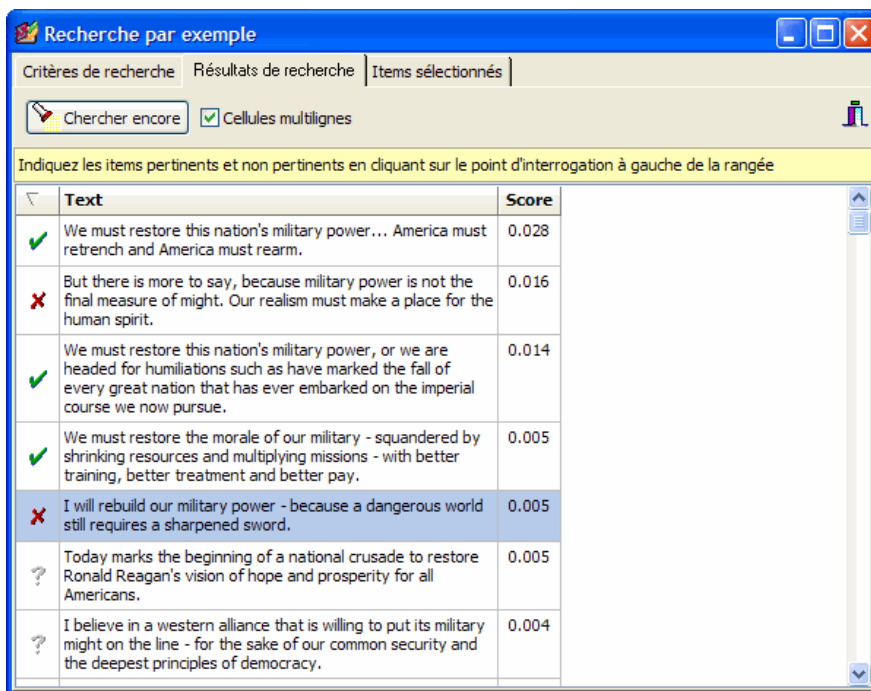 Recherche par exemple
Critères de recherche Résultats de recherche Items sélectionnés
Chercher encore Cellules multilignes
Indiquez les items pertinents et non pertinents en cliquant sur le point d'interrogation à gauche de la rangée
Text Score
We must restore this nation's military power... America must 0.028
retrench and America must rearm.
But there is more to say, because military power is not the 0.016
final measure of might. Our realism must make a place for the
human spirit.
We must restore this nation's military power, or we are 0.014
headed for humiliations such as have marked the fall of
every great nation that has ever embarked on the imperial
course we now pursue.
We must restore the morale of our military - squandered by 0.005
shrinking resources and multiplying missions - with better
training, better treatment and better pay.
I will rebuild our military power - because a dangerous world 0.005
still requires a sharpened sword.
Today marks the beginning of a national crusade to restore 0.005
Ronald Reagan's vision of hope and prosperity for all
Americans.
I believe in a western alliance that is willing to put its military 0.004
might on the line - for the sake of our common security and
the deepest principles of democracy.